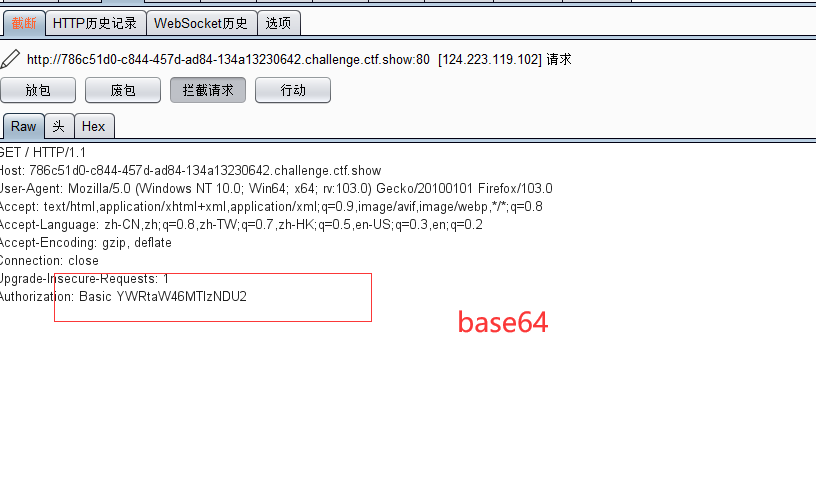 截断 HTTP历史记录 WebSocket历史 选项
http://786c51d0-c844-457d-ad84-134a13230642.challenge.ctf.show:80 [124.223.119.102] 请求
放包 废包 拦截请求 行动
Raw 头 Hex
GET / HTTP/1.1
Host: 786c51d0-c844-457d-ad84-134a13230642.challenge.ctf.show
User-Agent: Mozilla/5.0 (Windows NT 10.0; Win64; x64; rv:103.0) Gecko/20100101 Firefox/103.0
Accept: text/html,application/xhtml+xml,application/xml;q=0.9,image/avif,image/webp,*/*;q=0.8
Accept-Language: zh-CN,zh;q=0.8,zh-TW;q=0.7,zh-HK;q=0.5,en-US;q=0.3,en;q=0.2
Accept-Encoding: gzip, deflate
Connection: close
Upgrade-Insecure-Requests: 1
Authorization: Basic YWRtaW46MTIzNDU2
base64